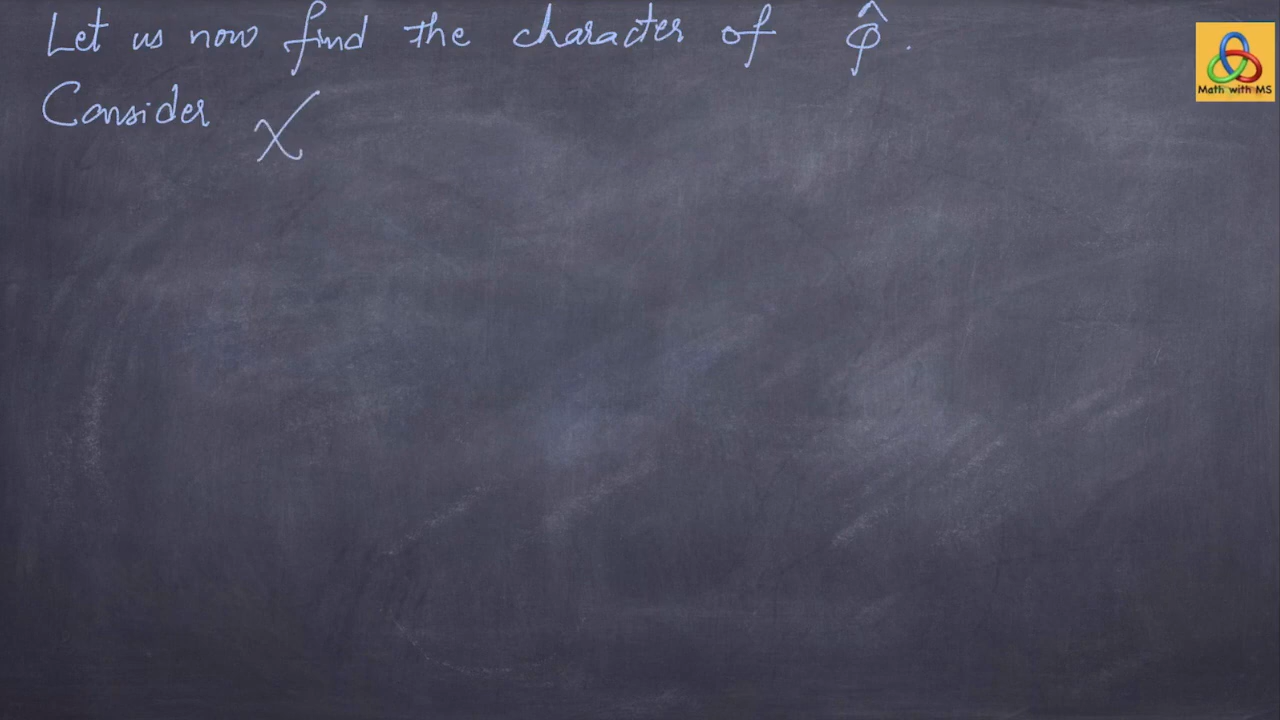 Let us now find the character of φ̂.
Consider χ
Math with MS